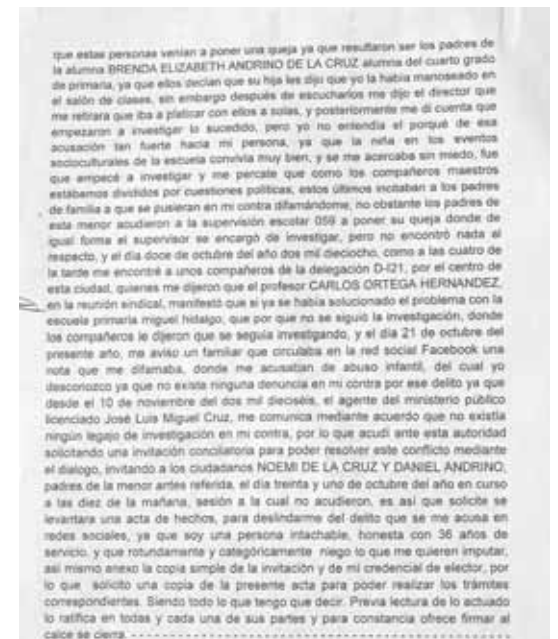 que estas personas venían a poner una queja ya que resultaron ser los padres de
la alumna BRENDA ELIZABETH ANDRINO DE LA CRUZ alumna del cuarto grado
de primaria, ya que ellos decían que su hija les dijo que yo la había manoseado en
el salón de clases, sin embargo después de escucharlos me dijo el director que
me retirara que iba a platicar con ellos a solas, y posteriormente me di cuenta que
empezaron a investigar lo sucedido, pero yo no entendía el porqué de esa
acusación tan fuerte hacia mi persona, ya que la niña en los eventos
socioculturales de la escuela convivía muy bien, y se me acercaba sin miedo, fue
que empecé a investigar y me percate que como los compañeros maestros
estábamos divididos por cuestiones políticas, estos últimos incitaban a los padres
de familia a que se pusieran en mi contra difamándome, no obstante los padres de
esta menor acudieron a la supervisión escolar 059 a poner su queja donde de
igual forma el supervisor se encargó de investigar, pero no encontró nada al
respecto, y el día doce de octubre del año dos mil dieciocho, como a las cuatro de
la tarde me encontré a unos compañeros de la delegación D-I21, por el centro de
esta ciudad, quienes me dijeron que el profesor CARLOS ORTEGA HERNANDEZ,
en la reunión sindical, manifestó que si ya se había solucionado el problema con la
escuela primaria miguel hidalgo, que por que no se siguió la investigación, donde
los compañeros le dijeron que se seguía investigando, y el día 21 de octubre del
presente año, me aviso un familiar que circulaba en la red social Facebook una
nota que me difamaba, donde me acusaban de abuso infantil, del cual yo
desconozco ya que no existe ninguna denuncia en mi contra por ese delito ya que
desde el 10 de noviembre del dos mil dieciséis, el agente del ministerio público
licenciado José Luis Miguel Cruz, me comunica mediante acuerdo que no existía
ningún legajo de investigación en mi contra, por lo que acudí ante esta autoridad
solicitando una invitación conciliatoria para poder resolver este conflicto mediante
el dialogo, invitando a los ciudadanos NOEMI DE LA CRUZ Y DANIEL ANDRINO,
padres de la menor antes referida, el día treinta y uno de octubre del año en curso
a las diez de la mañana, sesión a la cual no acudieron, es así que solicite se
levantara una acta de hechos, para deslindarme del delito que se me acusa en
redes sociales, ya que soy una persona intachable, honesta con 36 años de
servicio, y que rotundamente y categóricamente niego lo que me quieren imputar,
así mismo anexo la copia simple de la invitación y de mi credencial de elector, por
lo que solicito una copia de la presente acta para poder realizar los trámites
correspondientes. Siendo todo lo que tengo que decir. Previa lectura de lo actuado
lo ratifica en todas y cada una de sus partes y para constancia ofrece firmar al
calce se cierra. - - - - - - - - - - - - - - - - - - - - - - - - - - - - - - - - - - - - - - - -